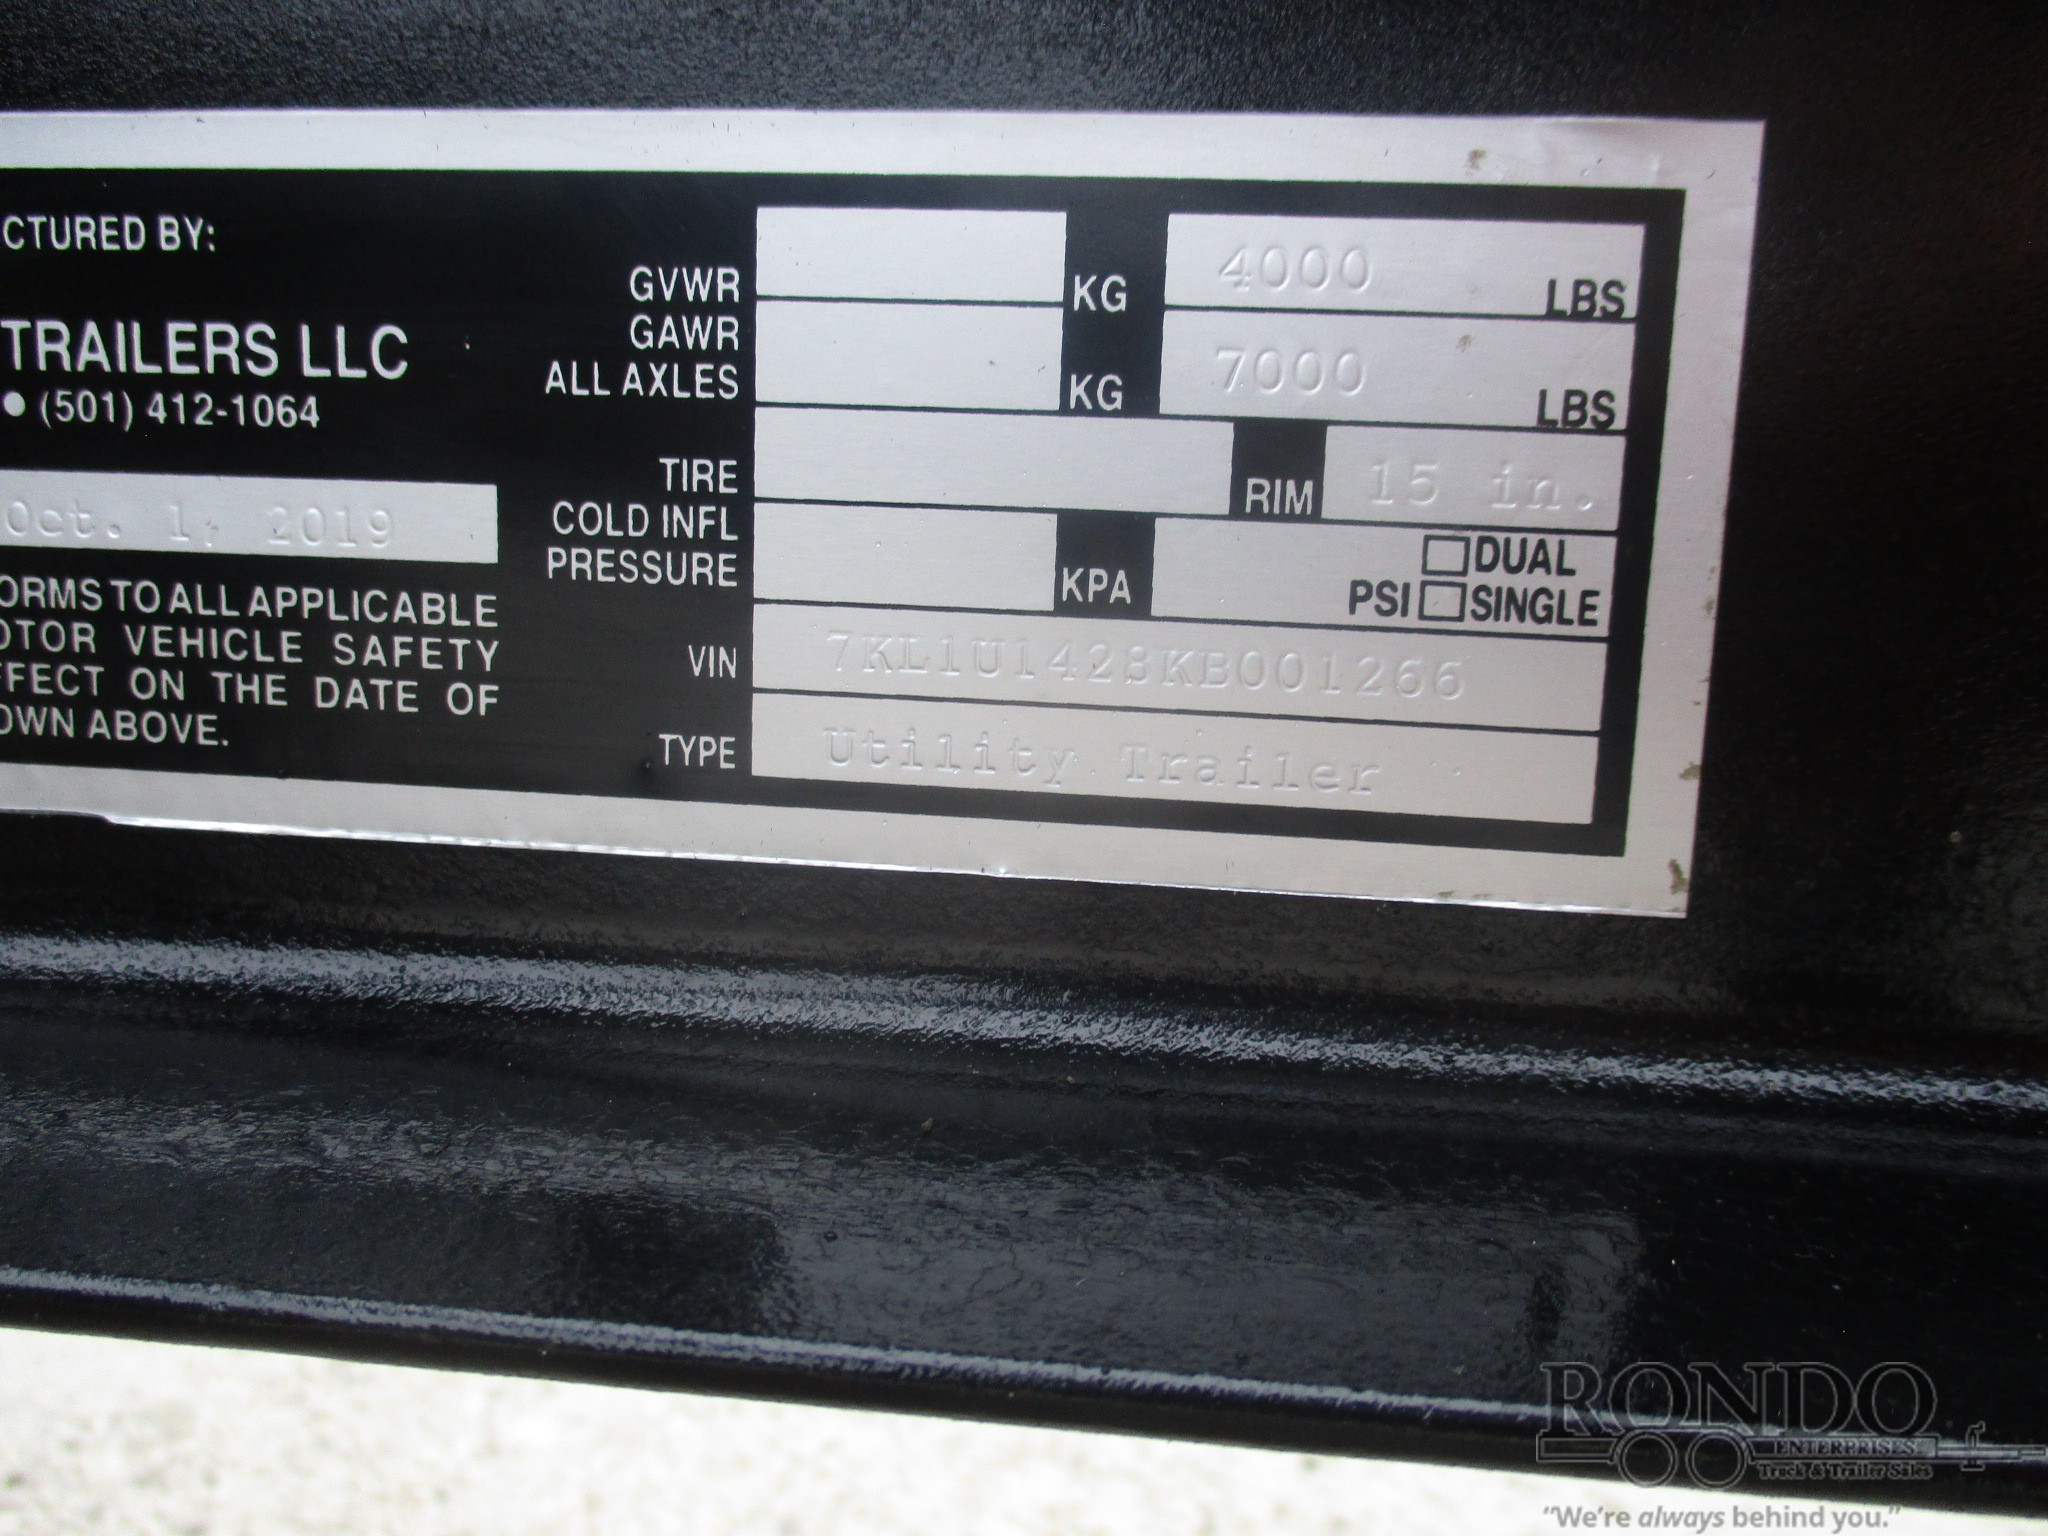 CTURED BY:
TRAILERS LLC
• (501) 412-1064
Oct. 1, 2019
ORMS TO ALL APPLICABLE
OTOR VEHICLE SAFETY
FFECT ON THE DATE OF
OWN ABOVE.
GVWR KG 4000 LBS
GAWR
ALL AXLES KG 7000 LBS
TIRE RIM 15 in.
COLD INFL DUAL
PRESSURE KPA PSI SINGLE
VIN 7KL1U1428KB001266
TYPE Utility Trailer
RONDO
ENTERPRISES
Truck & Trailer Sales
"We're always behind you."